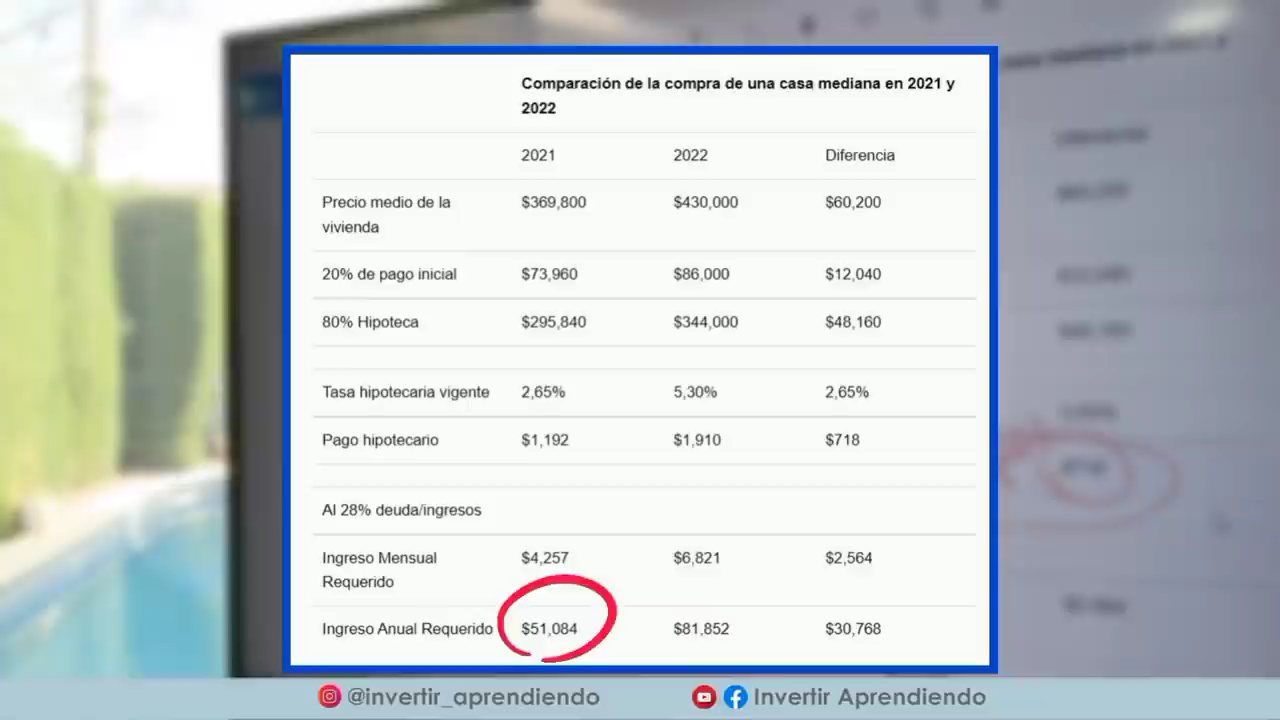 Comparación de la compra de una casa mediana en 2021 y
2022
2021 2022 Diferencia
Precio medio de la
vivienda
$369,800 $430,000 $60,200
20% de pago inicial $73,960 $86,000 $12,040
80% Hipoteca $295,840 $344,000 $48,160
Tasa hipotecaria vigente 2,65% 5,30% 2,65%
Pago hipotecario $1,192 $1,910 $718
Al 28% deuda/ingresos
Ingreso Mensual
Requerido
$4,257 $6,821 $2,564
Ingreso Anual Requerido $51,084 $81,852 $30,768
@invertir_aprendiendo Invertir Aprendiendo